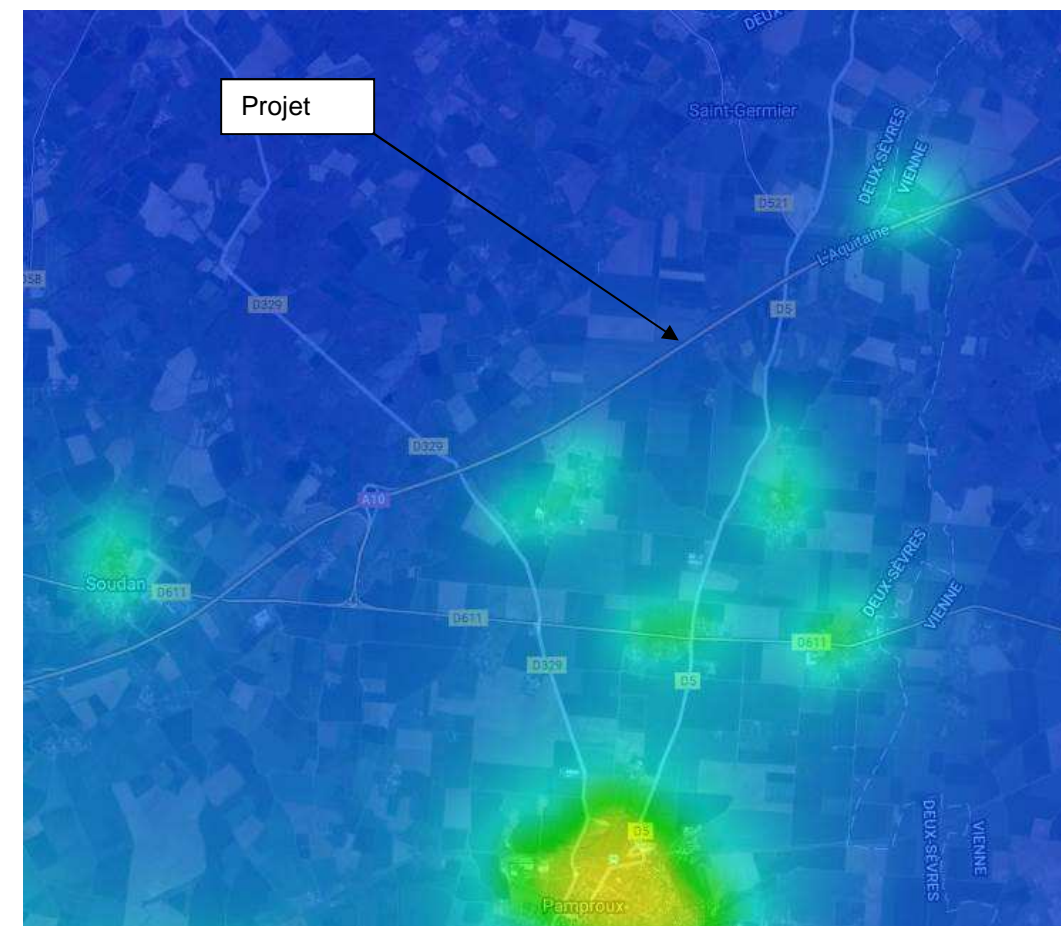 DEUX-S
Projet
Saint-Germier
DEUX-SÈVRES
VIENNE
D521
L'Aquitaine
D58
D329
D5
D329
A10
Soudan
D611
D611
D611
DEUX-SÈVRES
VIENNE
D329
D5
D5
DEUX-SÈVRES
VIENNE
Pamproux